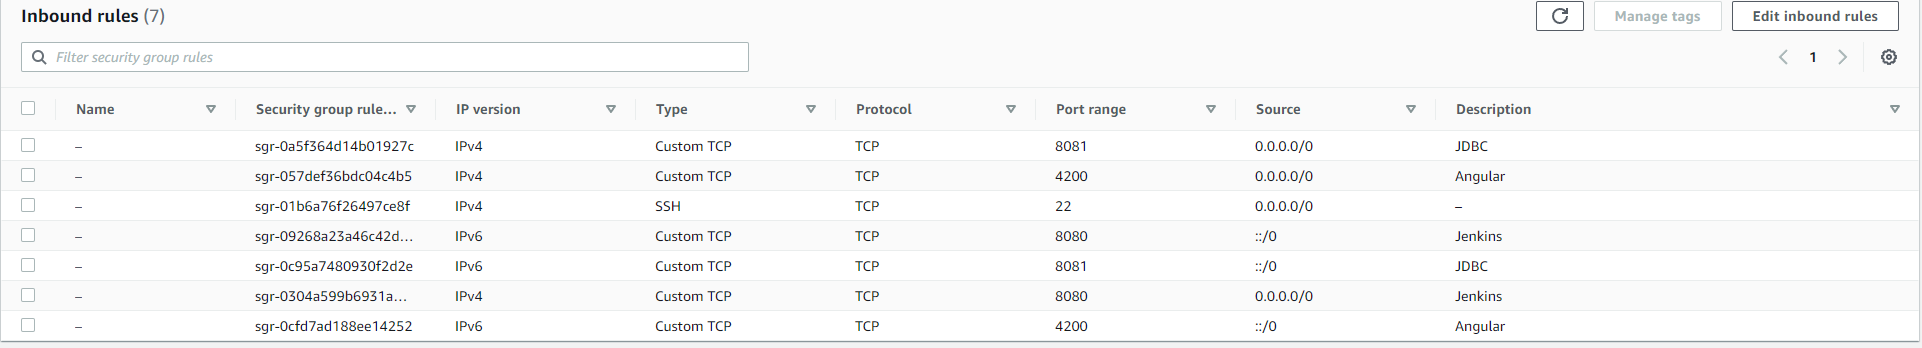 Inbound rules (7)
Manage tags
Edit inbound rules
Filter security group rules
1
Name Security group rule... IP version Type Protocol Port range Source Description
– sgr-0a5f364d14b01927c IPv4 Custom TCP TCP 8081 0.0.0.0/0 JDBC
– sgr-057def36bdc04c4b5 IPv4 Custom TCP TCP 4200 0.0.0.0/0 Angular
– sgr-01b6a76f26497ce8f IPv4 SSH TCP 22 0.0.0.0/0 –
– sgr-09268a23a46c42d... IPv6 Custom TCP TCP 8080 ::/0 Jenkins
– sgr-0c95a7480930f2d2e IPv6 Custom TCP TCP 8081 ::/0 JDBC
– sgr-0304a599b6931a... IPv4 Custom TCP TCP 8080 0.0.0.0/0 Jenkins
– sgr-0cfd7ad188ee14252 IPv6 Custom TCP TCP 4200 ::/0 Angular